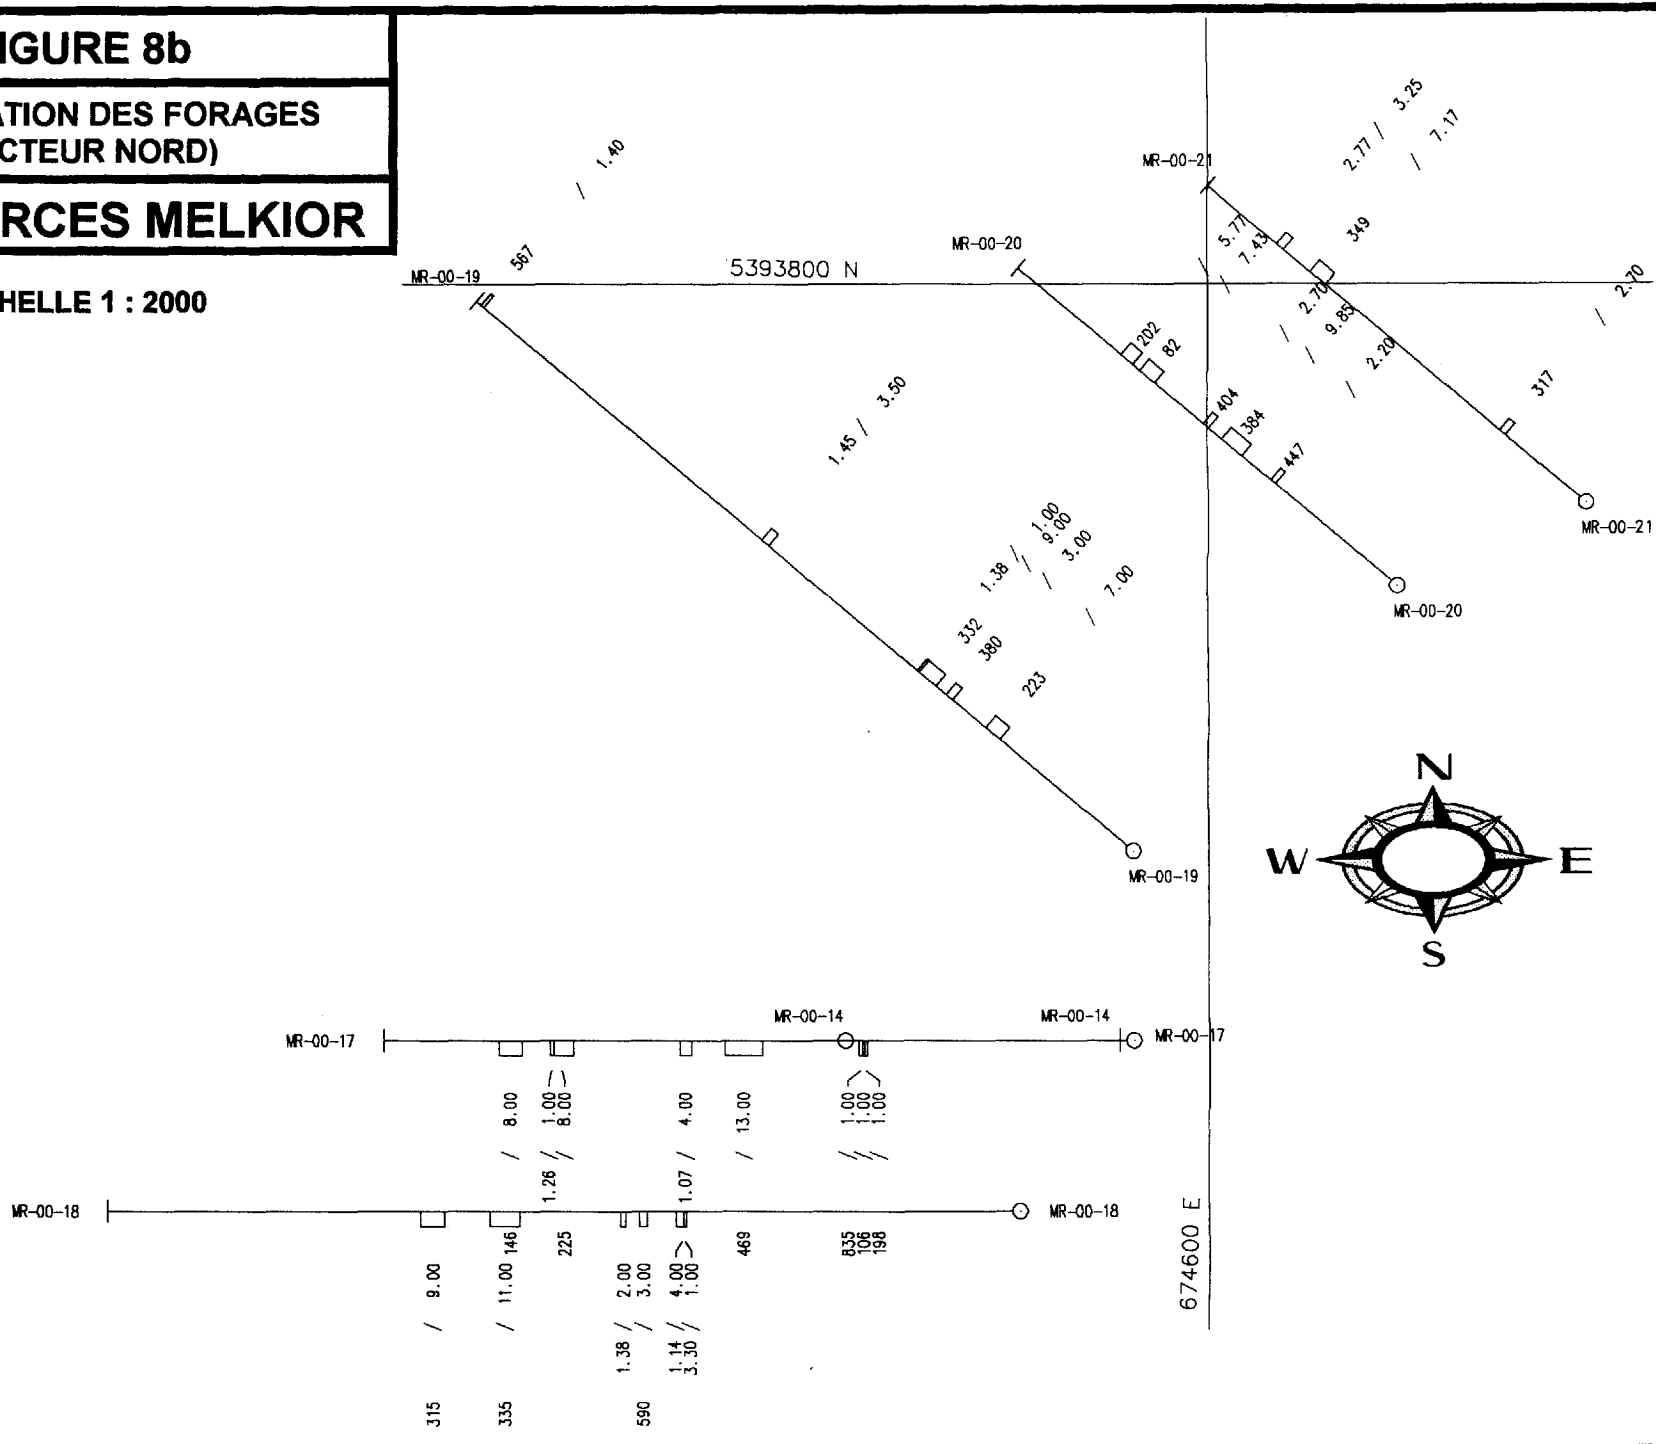 IGURE 8b
ATION DES FORAGES
CTEUR NORD)
RCES MELKIOR
HELLE 1 : 2000
1.40
/
567
MR-00-19
5393800 N
MR-00-20
MR-00-21
2.77 / 3.25
/ 7.17
349
5.77
/
7.43
/
2.70
/
9.85
/
2.20
/
/ 2.70
317
MR-00-21
202
82
404
384
447
MR-00-20
1.45 / 3.50
1.38 / 1.00
/ 9.00
/ 3.00
/ 7.00
332
380
223
MR-00-19
N
W
E
S
MR-00-17
MR-00-14
MR-00-14
MR-00-17
/ 8.00
1.26 / 1.00
/ 8.00
1.07 / 4.00
/ 13.00
/ 1.00
/ 1.00
/ 1.00
MR-00-18
MR-00-18
146
225
469
835
106
198
674600 E
/ 9.00
/ 11.00
1.38 / 2.00
/ 3.00
1.14 / 4.00
3.30 / 1.00
315
335
590